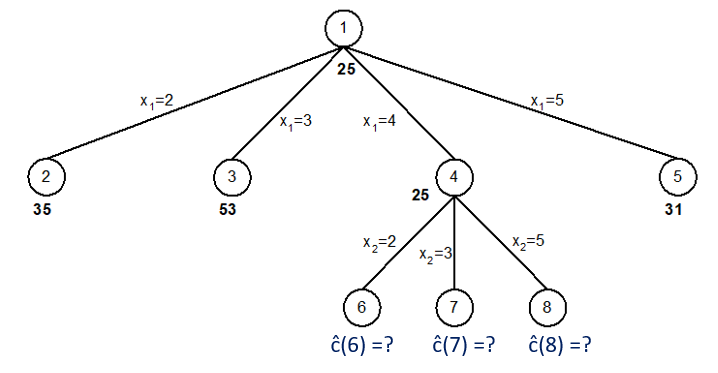 1
25
x₁=2
x₁=3
x₁=4
x₁=5
2
3
4
5
35
53
25
31
x₂=2
x₂=3
x₂=5
6
7
8
ĉ(6) =?
ĉ(7) =?
ĉ(8) =?